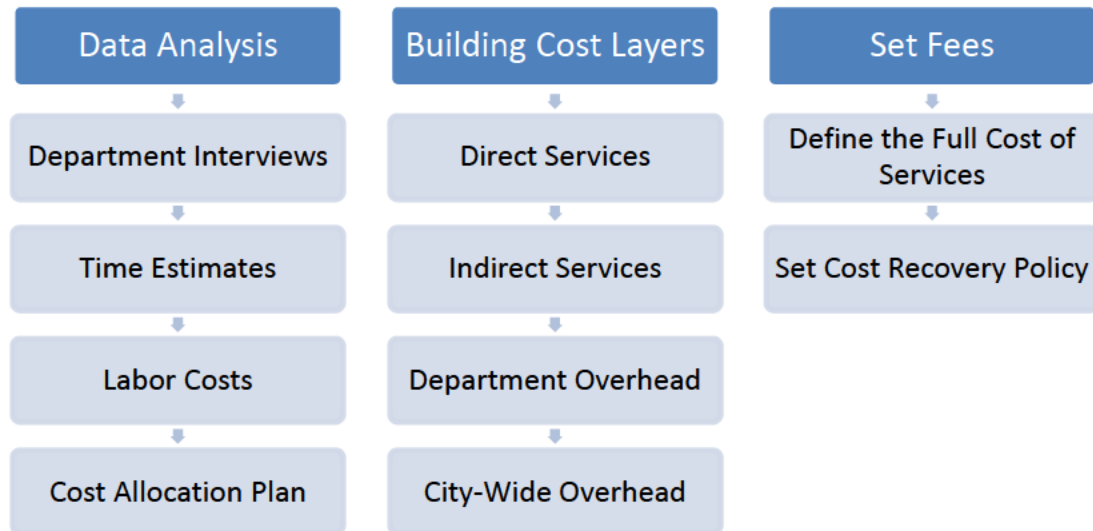 Data Analysis
Department Interviews
Time Estimates
Labor Costs
Cost Allocation Plan
Building Cost Layers
Direct Services
Indirect Services
Department Overhead
City-Wide Overhead
Set Fees
Define the Full Cost of
Services
Set Cost Recovery Policy